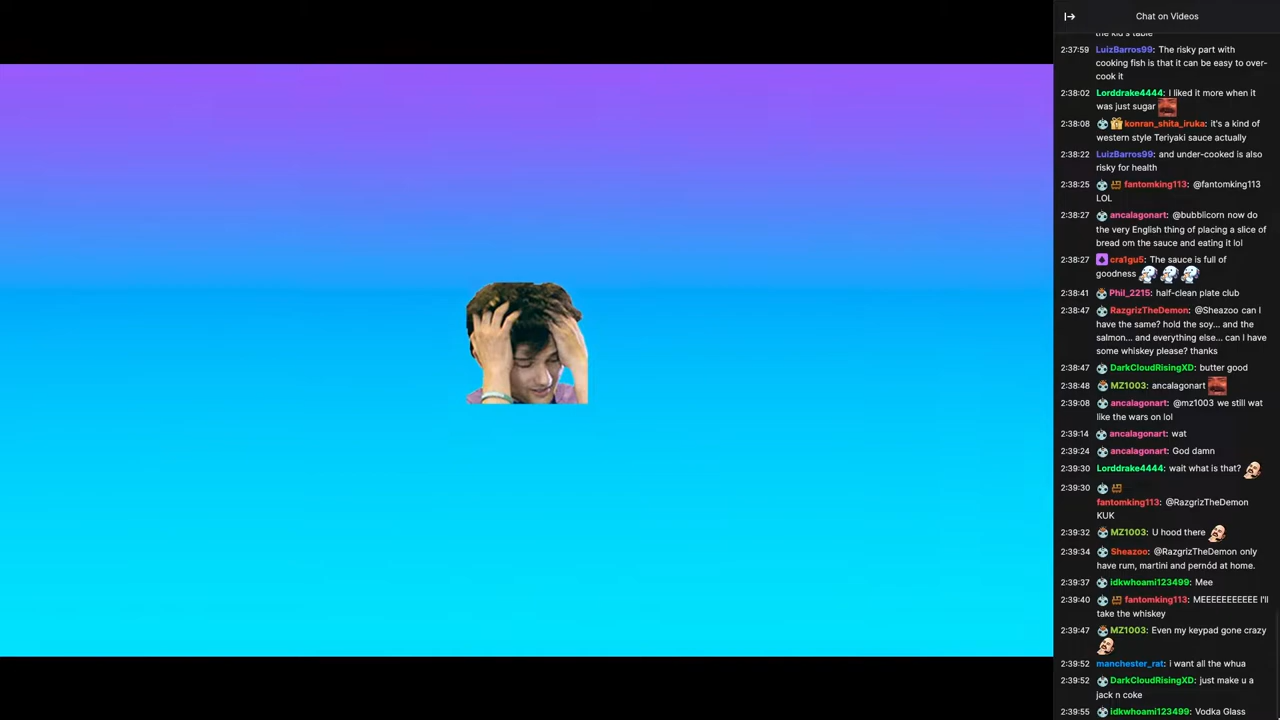 Chat on Videos
the kid's table
2:37:59 LuizBarros99: The risky part with
cooking fish is that it can be easy to over-
cook it
2:38:02 Lorddrake4444: I liked it more when it
was just sugar
2:38:08 konran_shita_iruka: it's a kind of
western style Teriyaki sauce actually
2:38:22 LuizBarros99: and under-cooked is also
risky for health
2:38:25 fantomking113: @fantomking113
LOL
2:38:27 ancalagonart: @bubblicorn now do
the very English thing of placing a slice of
bread om the sauce and eating it lol
2:38:27 cra1gu5: The sauce is full of
goodness
2:38:41 Phil_2215: half-clean plate club
2:38:47 RazgrizTheDemon: @Sheazoo can I
have the same? hold the soy... and the
salmon... and everything else... can I have
some whiskey please? thanks
2:38:47 DarkCloudRisingXD: butter good
2:38:48 MZ1003: ancalagonart
2:39:08 ancalagonart: @mz1003 we still wat
like the wars on lol
2:39:14 ancalagonart: wat
2:39:24 ancalagonart: God damn
2:39:30 Lorddrake4444: wait what is that?
2:39:30
fantomking113: @RazgrizTheDemon
KUK
2:39:32 MZ1003: U hood there
2:39:34 Sheazoo: @RazgrizTheDemon only
have rum, martini and pernód at home.
2:39:37 idkwhoami123499: Mee
2:39:40 fantomking113: MEEEEEEEEEEE I'll
take the whiskey
2:39:47 MZ1003: Even my keypad gone crazy
2:39:52 manchester_rat: i want all the whua
2:39:52 DarkCloudRisingXD: just make u a
jack n coke
2:39:55 idkwhoami123499: Vodka Glass